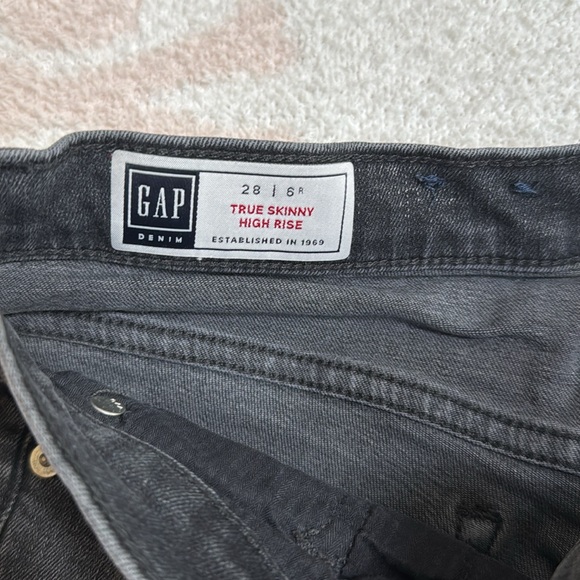 GAP
DENIM
28 | 6R
TRUE SKINNY
HIGH RISE
ESTABLISHED IN 1969